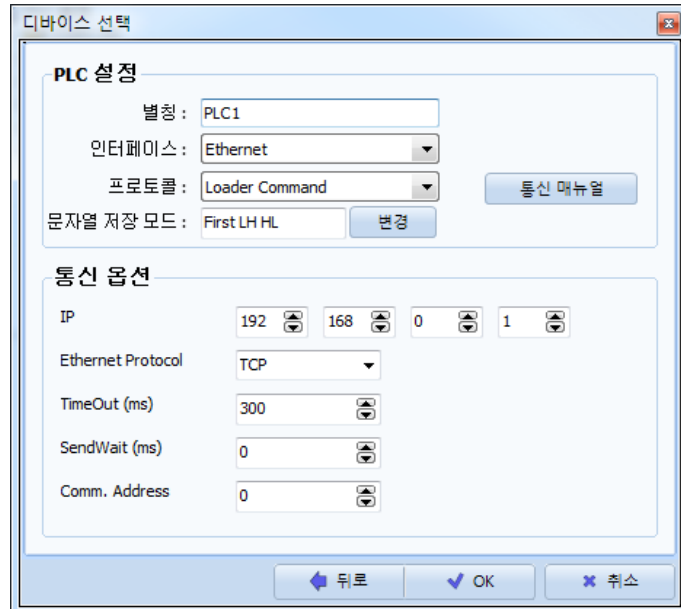 디바이스 선택
PLC 설정
별칭 : PLC1
인터페이스 : Ethernet
프로토콜 : Loader Command 통신 매뉴얼
문자열 저장 모드 : First LH HL 변경
통신 옵션
IP 192 168 0 1
Ethernet Protocol TCP
TimeOut (ms) 300
SendWait (ms) 0
Comm. Address 0
뒤로 OK 취소